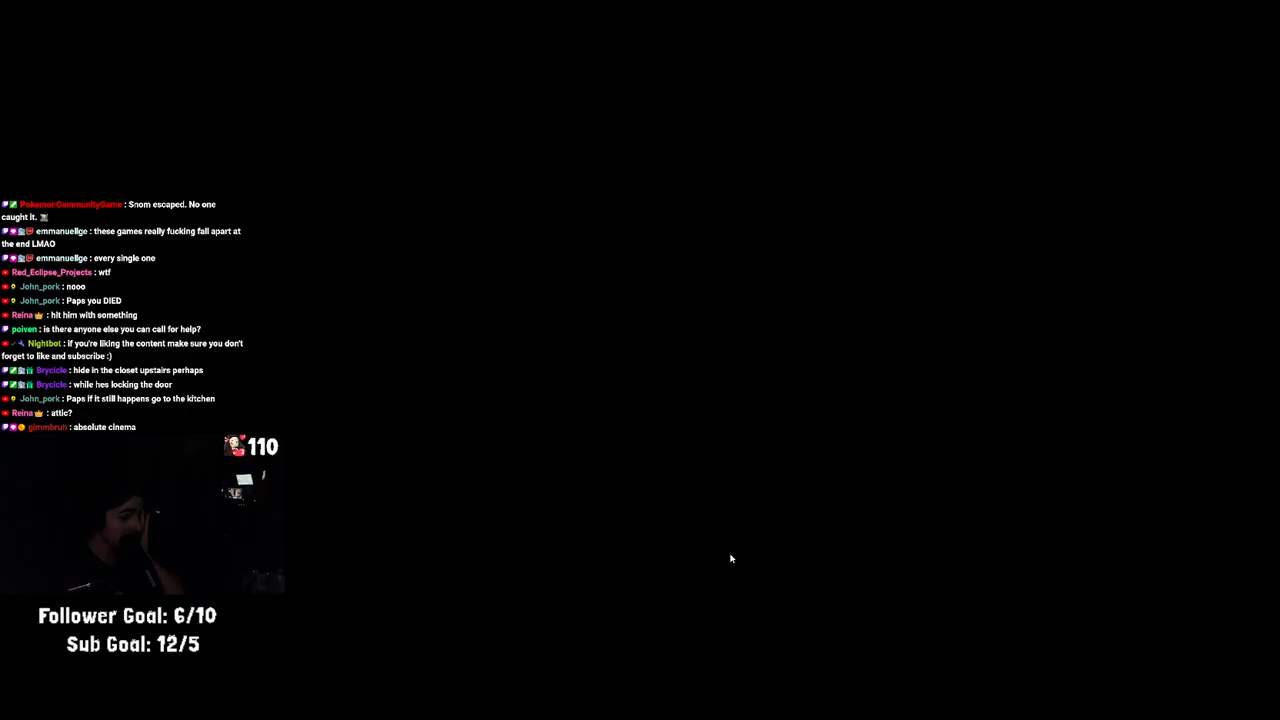 PokemonCommunityGame : Snom escaped. No one
caught it.
emmanuellge : these games really fucking fall apart at
the end LMAO
emmanuellge : every single one
Red_Eclipse_Projects : wtf
John_pork : nooo
John_pork : Paps you DIED
Reina : hit him with something
poiven : is there anyone else you can call for help?
Nightbot : if you're liking the content make sure you don't
forget to like and subscribe :)
Brycicle : hide in the closet upstairs perhaps
Brycicle : while hes locking the door
John_pork : Paps if it still happens go to the kitchen
Reina : attic?
gimmbruh : absolute cinema
110
Follower Goal: 6/10
Sub Goal: 12/5